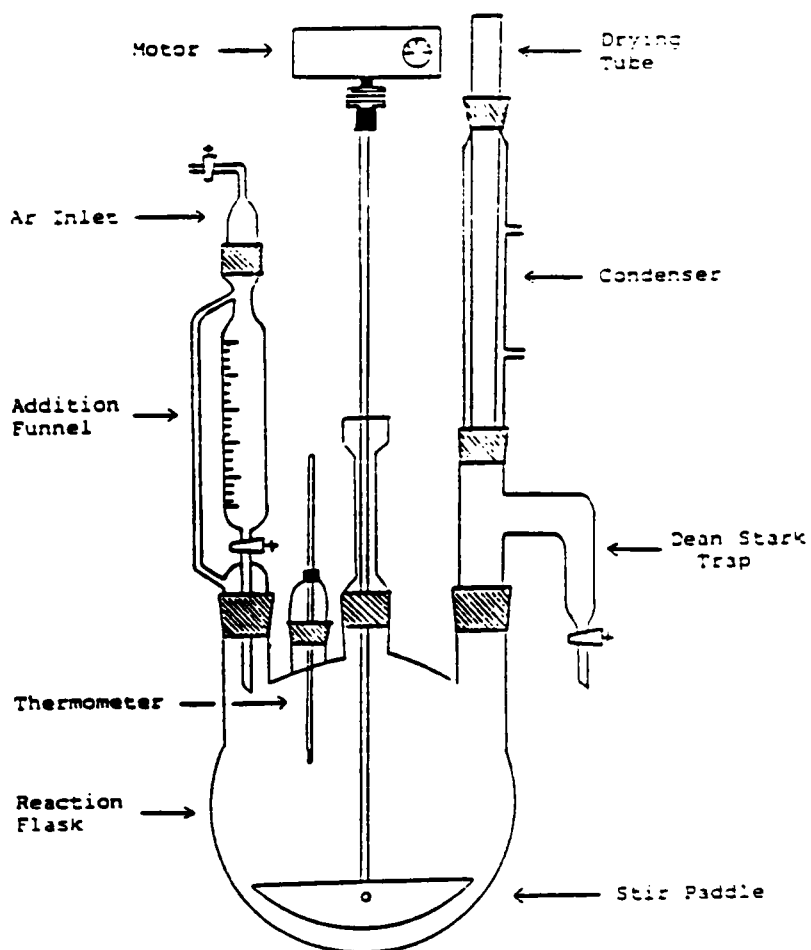 Motor
Drying
Tube
Ar Inlet
Condenser
Addition
Funnel
Dean Stark
Trap
Thermometer
Reaction
Flask
Stir Paddle